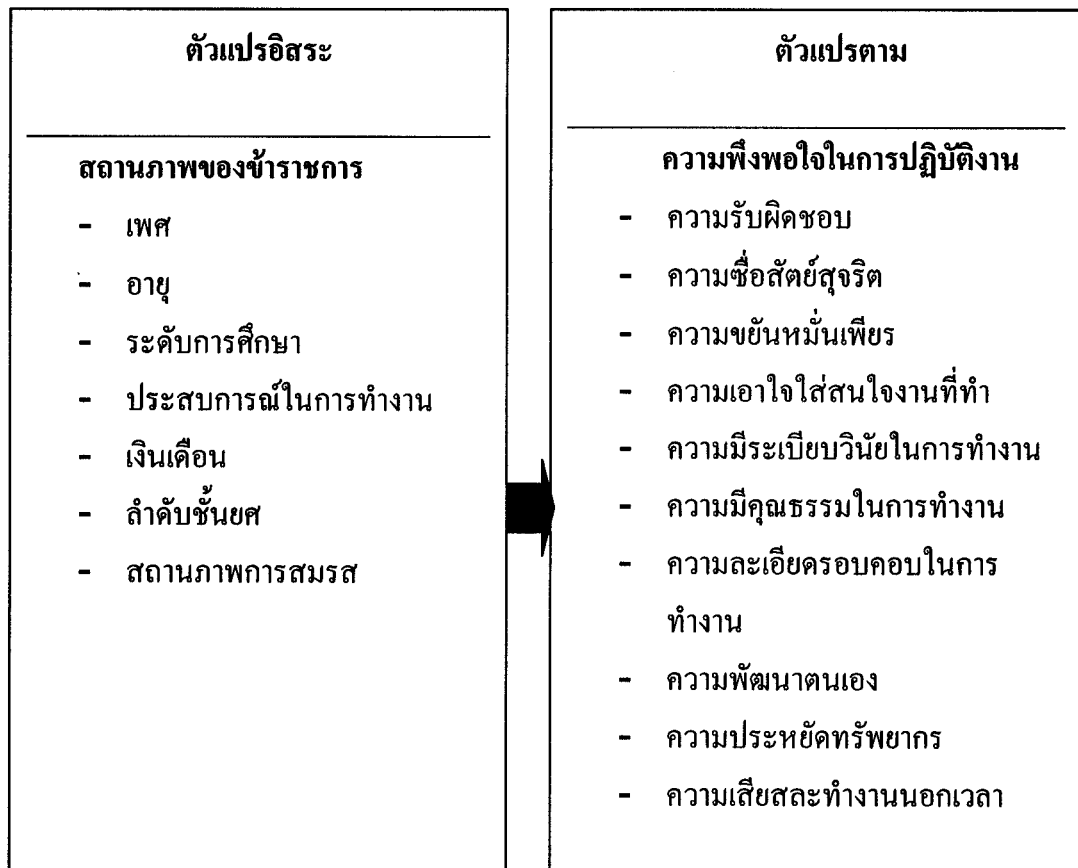 ตัวแปรอิสระ
สถานภาพของข้าราชการ
- เพศ
- อายุ
- ระดับการศึกษา
- ประสบการณ์ในการทำงาน
- เงินเดือน
- ลำดับชั้นยศ
- สถานภาพการสมรส
ตัวแปรตาม
ความพึงพอใจในการปฏิบัติงาน
- ความรับผิดชอบ
- ความซื่อสัตย์สุจริต
- ความขยันหมั่นเพียร
- ความเอาใจใส่สนใจงานที่ทำ
- ความมีระเบียบวินัยในการทำงาน
- ความมีคุณธรรมในการทำงาน
- ความละเอียดรอบคอบในการ
ทำงาน
- ความพัฒนาตนเอง
- ความประหยัดทรัพยากร
- ความเสียสละทำงานนอกเวลา